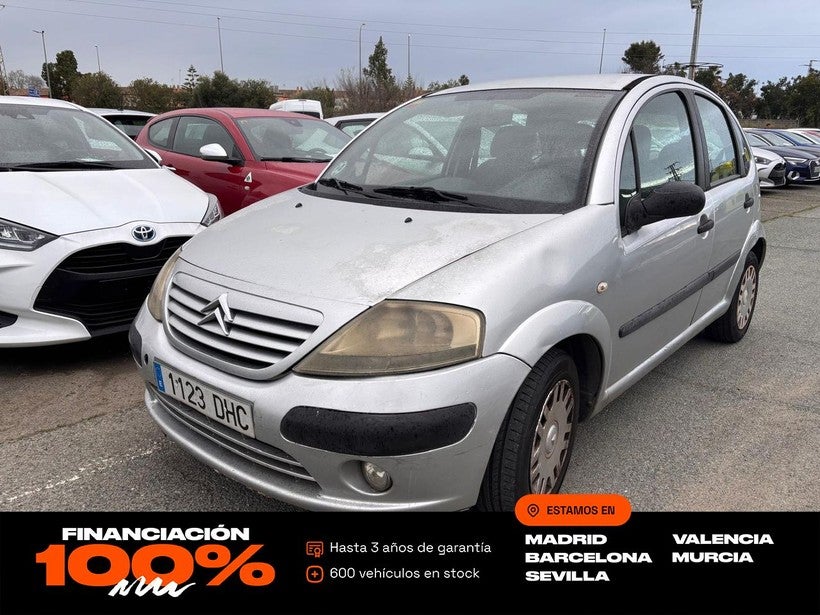 1123 DHC
ESTAMOS EN
FINANCIACIÓN
100%
Hasta 3 años de garantía
600 vehículos en stock
MADRID
BARCELONA
SEVILLA
VALENCIA
MURCIA